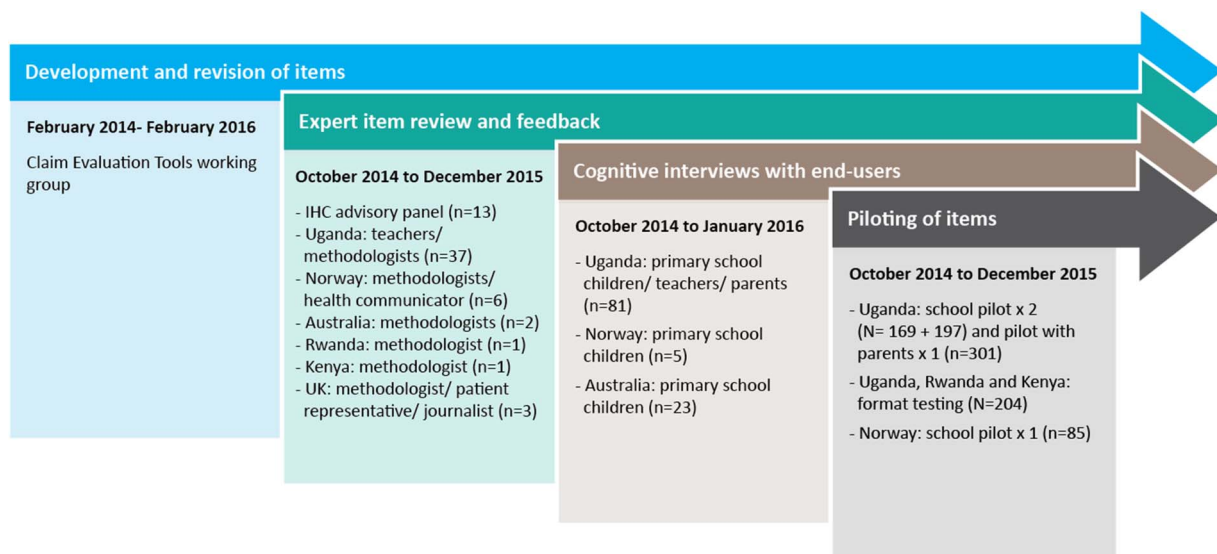 Development and revision of items
February 2014- February 2016
Claim Evaluation Tools working
group
Expert item review and feedback
October 2014 to December 2015
- IHC advisory panel (n=13)
- Uganda: teachers/
methodologists (n=37)
- Norway: methodologists/
health communicator (n=6)
- Australia: methodologists (n=2)
- Rwanda: methodologist (n=1)
- Kenya: methodologist (n=1)
- UK: methodologist/ patient
representative/ journalist (n=3)
Cognitive interviews with end-users
October 2014 to January 2016
- Uganda: primary school
children/ teachers/ parents
(n=81)
- Norway: primary school
children (n=5)
- Australia: primary school
children (n=23)
Piloting of items
October 2014 to December 2015
- Uganda: school pilot x 2
(N= 169 + 197) and pilot with
parents x 1 (n=301)
- Uganda, Rwanda and Kenya:
format testing (N=204)
- Norway: school pilot x 1 (n=85)